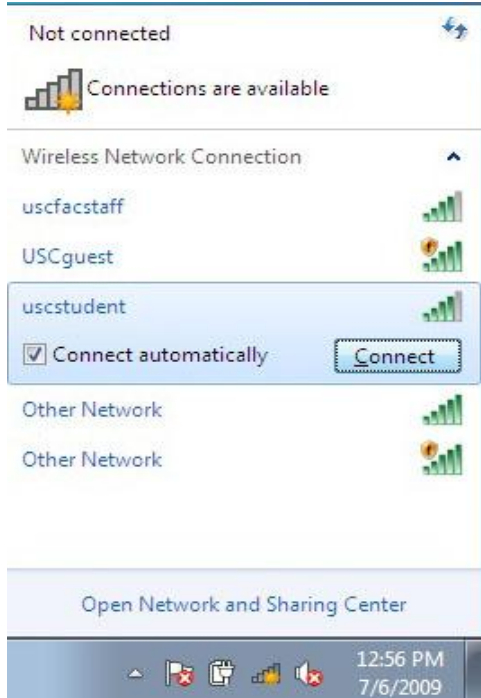 Not connected
Connections are available
Wireless Network Connection
uscfacstaff
USCguest
uscstudent
Connect automatically
Connect
Other Network
Other Network
Open Network and Sharing Center
12:56 PM
7/6/2009